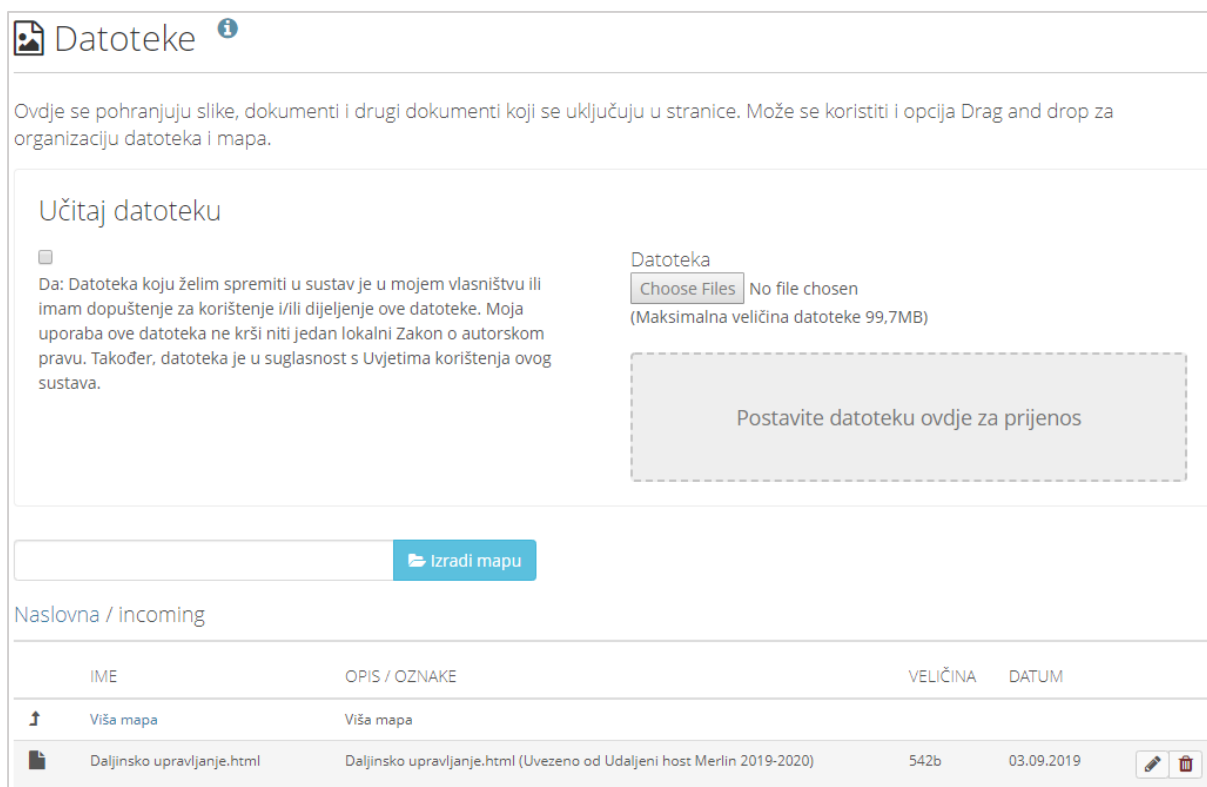 Datoteke
Ovdje se pohranjuju slike, dokumenti i drugi dokumenti koji se uključuju u stranice. Može se koristiti i opcija Drag and drop za
organizaciju datoteka i mapa.
Učitaj datoteku
Da: Datoteka koju želim spremiti u sustav je u mojem vlasništvu ili
imam dopuštenje za korištenje i/ili dijeljenje ove datoteke. Moja
uporaba ove datoteka ne krši niti jedan lokalni Zakon o autorskom
pravu. Također, datoteka je u suglasnost s Uvjetima korištenja ovog
sustava.
Datoteka
Choose Files No file chosen
(Maksimalna veličina datoteke 99,7MB)
Postavite datoteku ovdje za prijenos
Izradi mapu
Naslovna / incoming
IME OPIS / OZNAKE VELIČINA DATUM
Viša mapa Viša mapa
Daljinsko upravljanje.html Daljinsko upravljanje.html (Uvezeno od Udaljeni host Merlin 2019-2020) 542b 03.09.2019